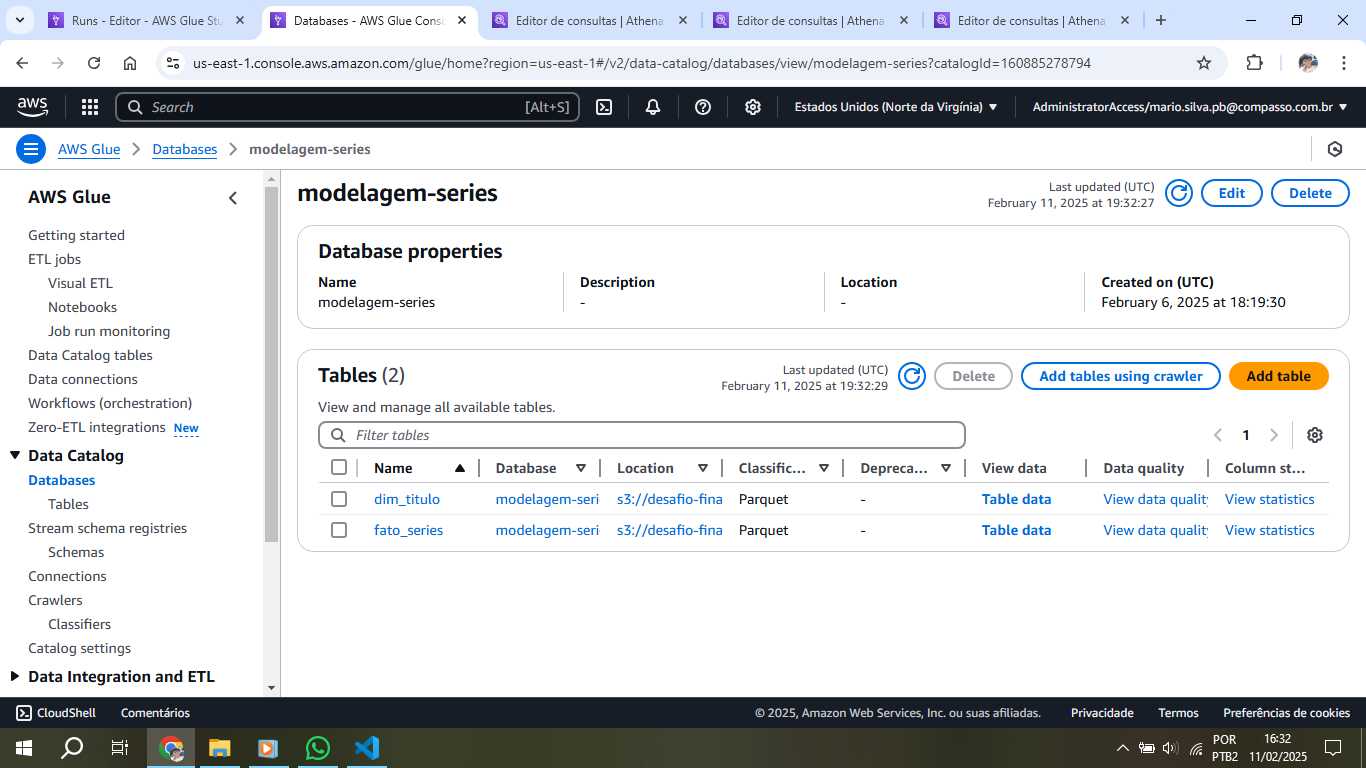 Runs - Editor - AWS Glue Stu
Databases - AWS Glue Conso
Editor de consultas | Athena
Editor de consultas | Athena
Editor de consultas | Athena
us-east-1.console.aws.amazon.com/glue/home?region=us-east-1#/v2/data-catalog/databases/view/modelagem-series?catalogId=160885278794
aws
Search [Alt+S]
Estados Unidos (Norte da Virgínia)
AdministratorAccess/mario.silva.pb@compasso.com.br
AWS Glue
Databases
modelagem-series
AWS Glue
Getting started
ETL jobs
Visual ETL
Notebooks
Job run monitoring
Data Catalog tables
Data connections
Workflows (orchestration)
Zero-ETL integrations New
Data Catalog
Databases
Tables
Stream schema registries
Schemas
Connections
Crawlers
Classifiers
Catalog settings
Data Integration and ETL
modelagem-series
Last updated (UTC)
February 11, 2025 at 19:32:27
Edit
Delete
Database properties
Name
modelagem-series
Description
-
Location
-
Created on (UTC)
February 6, 2025 at 18:19:30
Tables (2)
Last updated (UTC)
February 11, 2025 at 19:32:29
Delete
Add tables using crawler
Add table
View and manage all available tables.
Filter tables
1
Name Database Location Classific... Depreca... View data Data quality Column st...
dim_titulo modelagem-seri s3://desafio-fina Parquet - Table data View data quality View statistics
fato_series modelagem-seri s3://desafio-fina Parquet - Table data View data quality View statistics
CloudShell
Comentários
© 2025, Amazon Web Services, Inc. ou suas afiliadas.
Privacidade
Termos
Preferências de cookies
POR
PTB2
16:32
11/02/2025